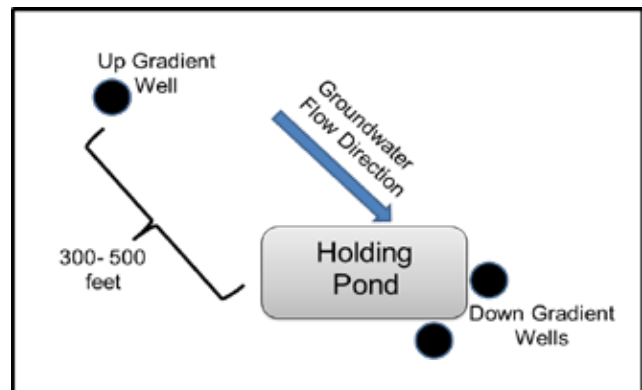 Up Gradient
Well
Groundwater
Flow Direction
300- 500
feet
Holding
Pond
Down Gradient
Wells